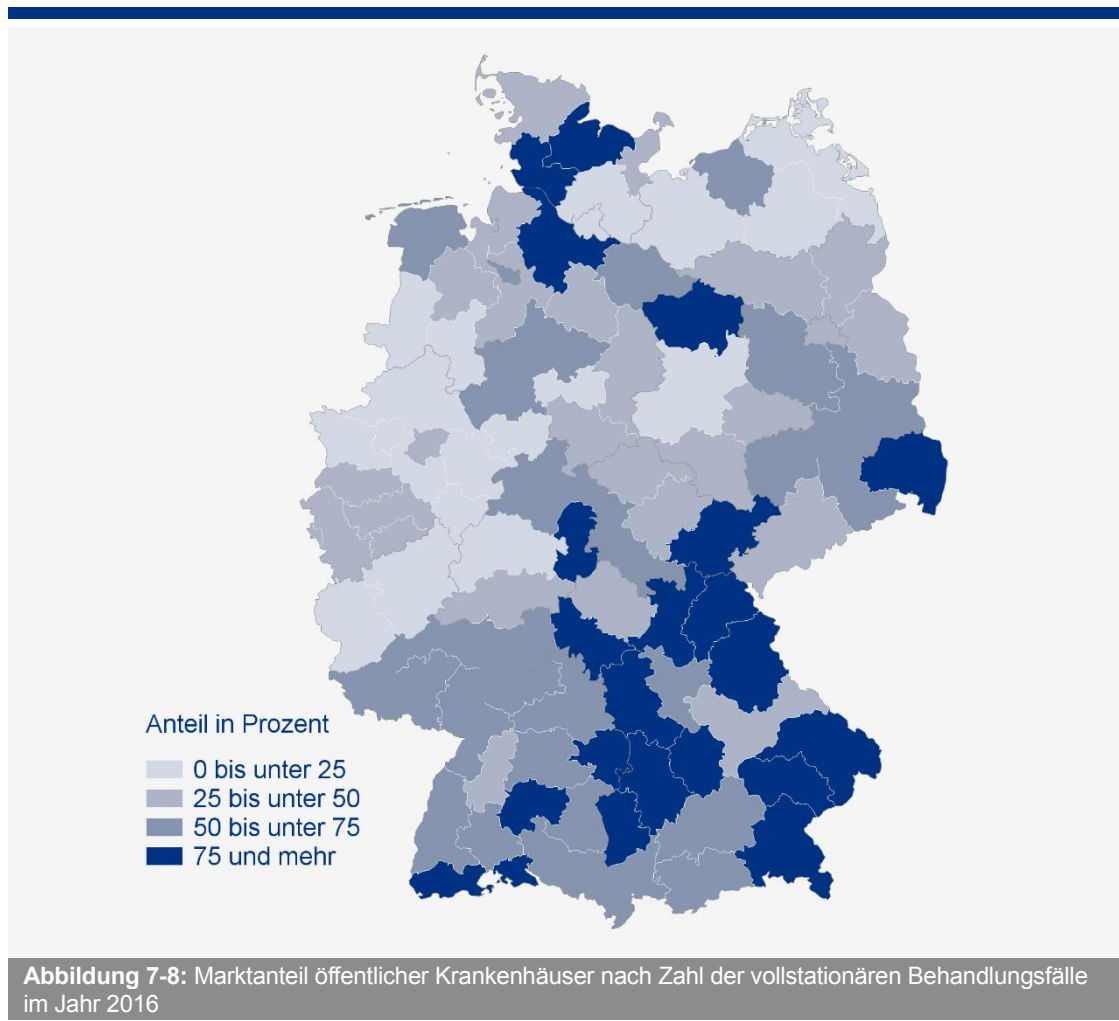 Anteil in Prozent
0 bis unter 25
25 bis unter 50
50 bis unter 75
75 und mehr
Abbildung 7-8: Marktanteil öffentlicher Krankenhäuser nach Zahl der vollstationären Behandlungsfälle
im Jahr 2016